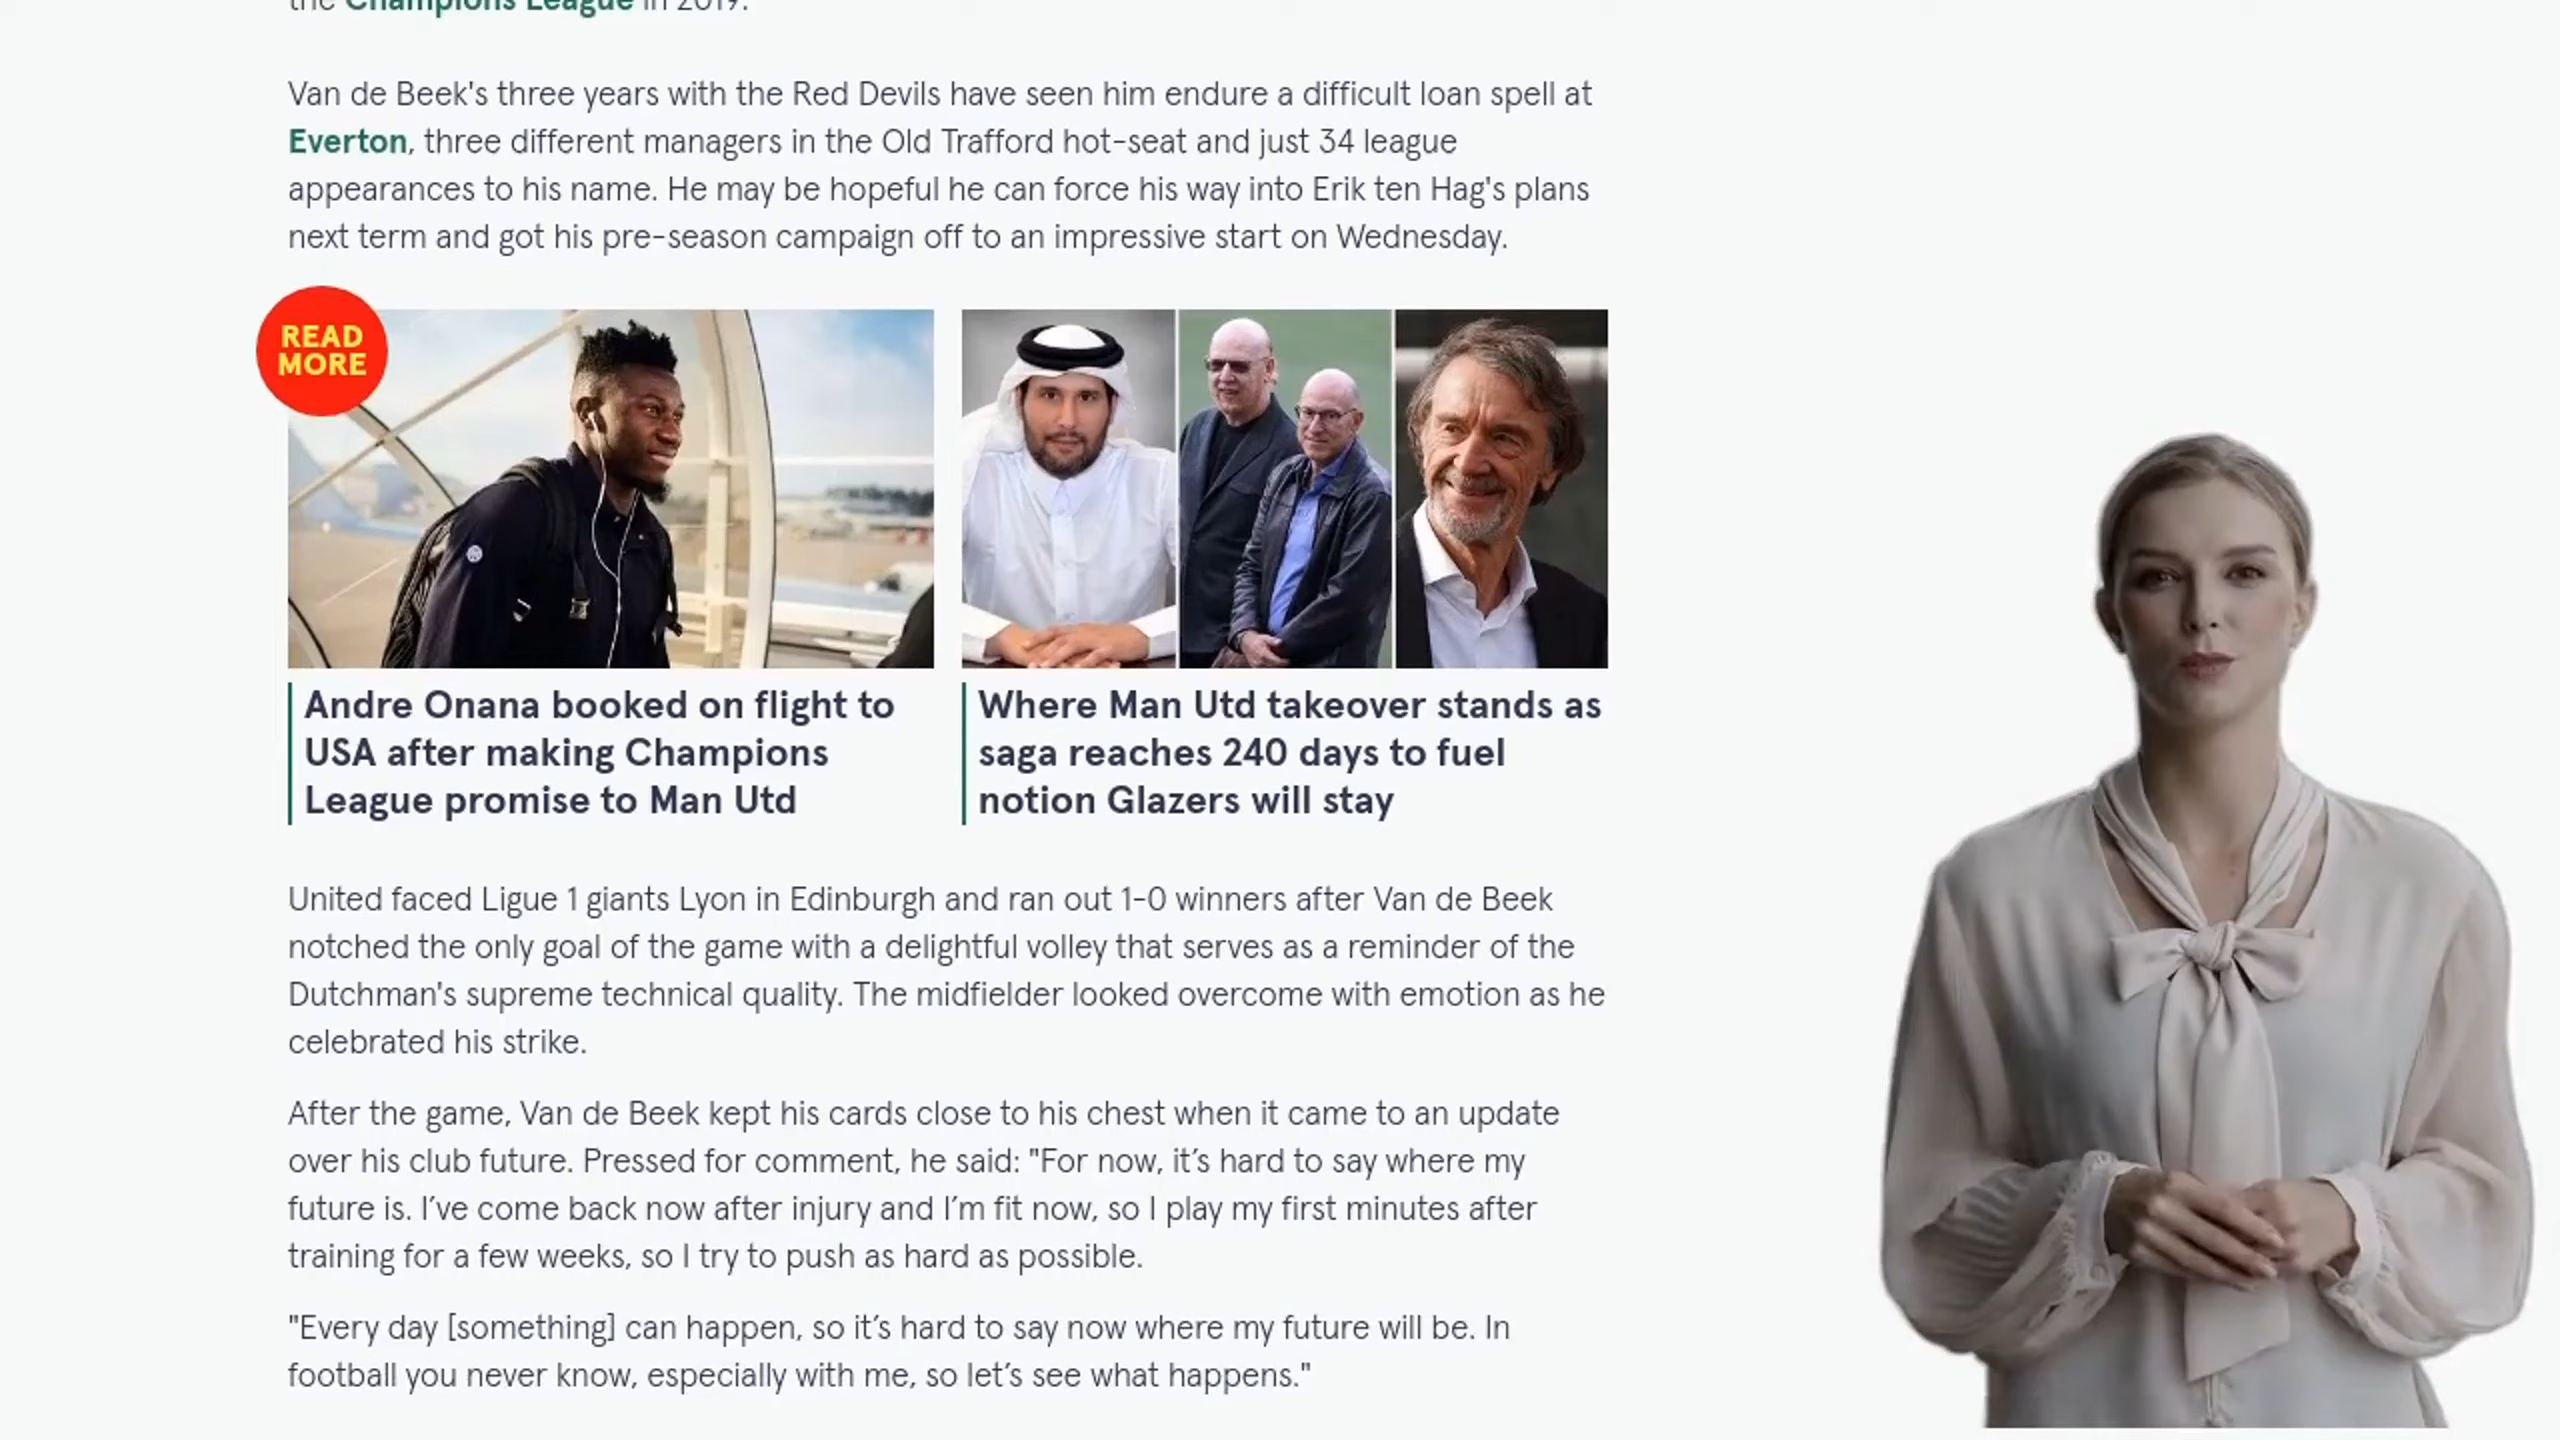 the Champions League in 2019.
Van de Beek's three years with the Red Devils have seen him endure a difficult loan spell at
Everton, three different managers in the Old Trafford hot-seat and just 34 league
appearances to his name. He may be hopeful he can force his way into Erik ten Hag's plans
next term and got his pre-season campaign off to an impressive start on Wednesday.
READ
MORE
Andre Onana booked on flight to
USA after making Champions
League promise to Man Utd
Where Man Utd takeover stands as
saga reaches 240 days to fuel
notion Glazers will stay
United faced Ligue 1 giants Lyon in Edinburgh and ran out 1-0 winners after Van de Beek
notched the only goal of the game with a delightful volley that serves as a reminder of the
Dutchman's supreme technical quality. The midfielder looked overcome with emotion as he
celebrated his strike.
After the game, Van de Beek kept his cards close to his chest when it came to an update
over his club future. Pressed for comment, he said: "For now, it’s hard to say where my
future is. I’ve come back now after injury and I’m fit now, so I play my first minutes after
training for a few weeks, so I try to push as hard as possible.
"Every day [something] can happen, so it’s hard to say now where my future will be. In
football you never know, especially with me, so let’s see what happens."